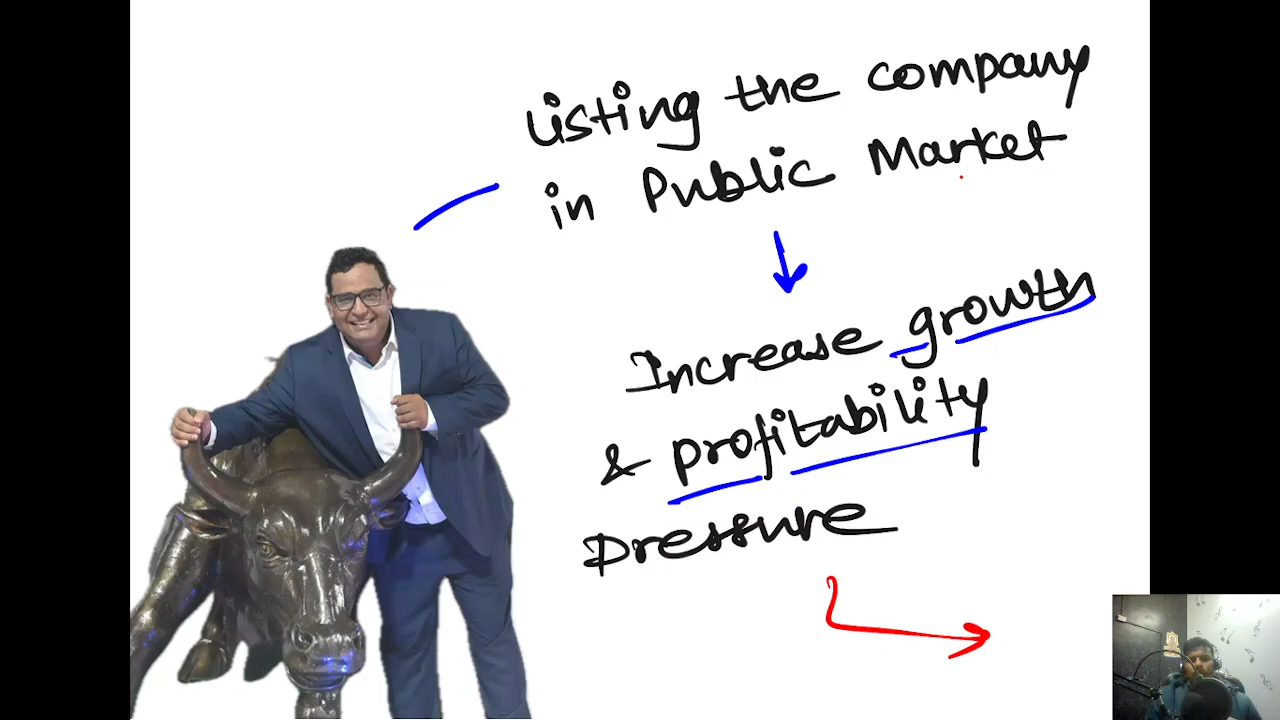 Listing the company
in Public Market
Increase growth
& profitability
Pressure